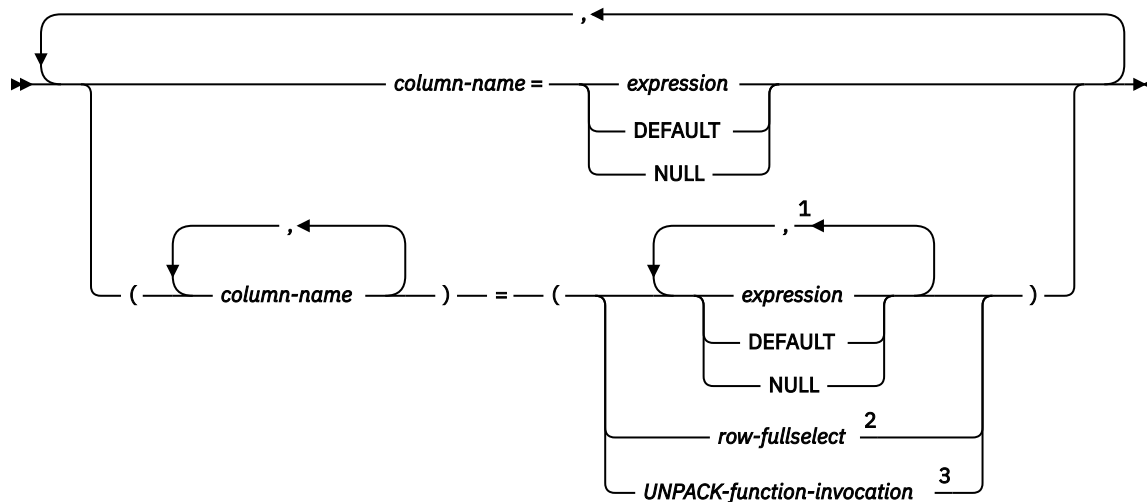 ,
column-name = expression
DEFAULT
NULL
, , 1
( column-name ) = ( expression )
DEFAULT
NULL
row-fullselect 2
UNPACK-function-invocation 3